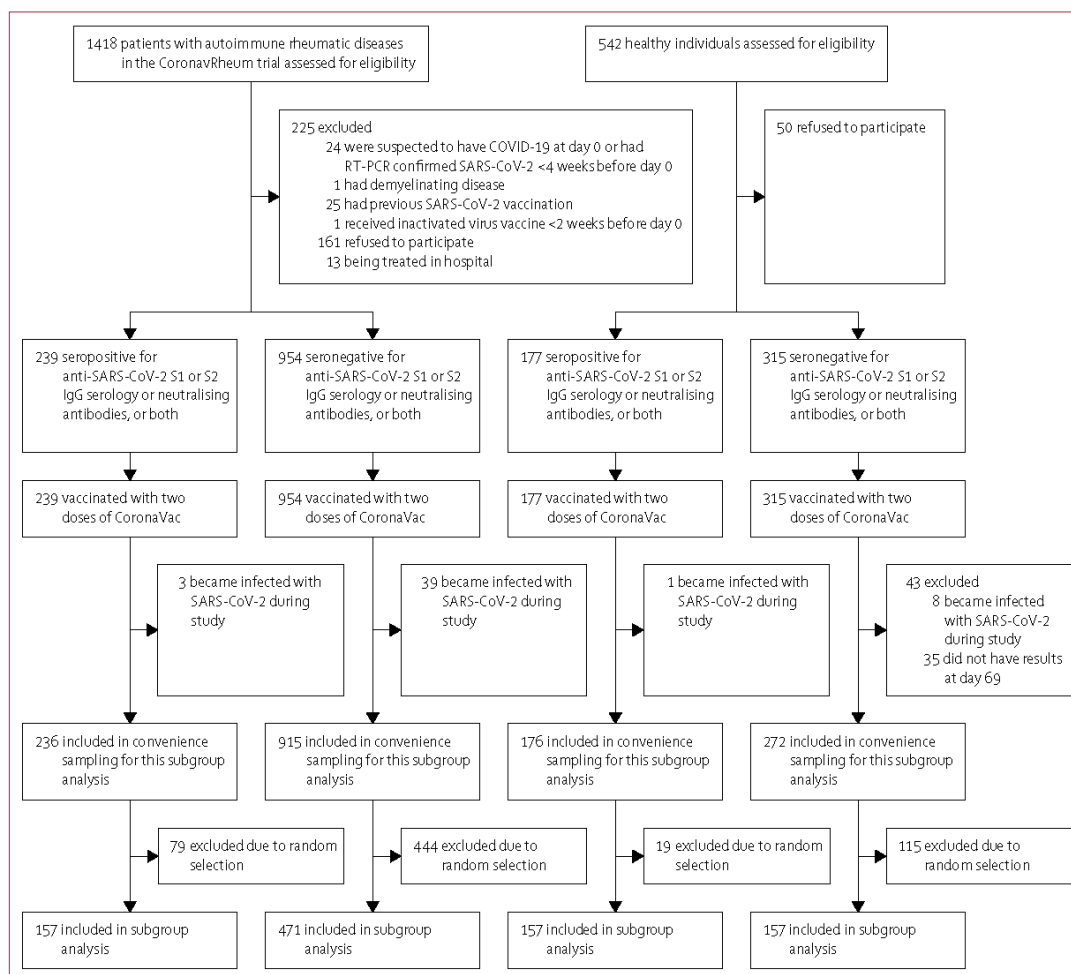 1418 patients with autoimmune rheumatic diseases
in the CoronavRheum trial assessed for eligibility
542 healthy individuals assessed for eligibility
225 excluded
24 were suspected to have COVID-19 at day 0 or had
RT-PCR confirmed SARS-CoV-2 <4 weeks before day 0
1 had demyelinating disease
25 had previous SARS-CoV-2 vaccination
1 received inactivated virus vaccine <2 weeks before day 0
161 refused to participate
13 being treated in hospital
50 refused to participate
239 seropositive for
anti-SARS-CoV-2 S1 or S2
IgG serology or neutralising
antibodies, or both
954 seronegative for
anti-SARS-CoV-2 S1 or S2
IgG serology or neutralising
antibodies, or both
177 seropositive for
anti-SARS-CoV-2 S1 or S2
IgG serology or neutralising
antibodies, or both
315 seronegative for
anti-SARS-CoV-2 S1 or S2
IgG serology or neutralising
antibodies, or both
239 vaccinated with two
doses of CoronaVac
954 vaccinated with two
doses of CoronaVac
177 vaccinated with two
doses of CoronaVac
315 vaccinated with two
doses of CoronaVac
3 became infected with
SARS-CoV-2 during
study
39 became infected with
SARS-CoV-2 during
study
1 became infected with
SARS-CoV-2 during
study
43 excluded
8 became infected
with SARS-CoV-2
during study
35 did not have results
at day 69
236 included in convenience
sampling for this subgroup
analysis
915 included in convenience
sampling for this subgroup
analysis
176 included in convenience
sampling for this subgroup
analysis
272 included in convenience
sampling for this subgroup
analysis
79 excluded due to random
selection
444 excluded due to
random selection
19 excluded due to random
selection
115 excluded due to
random selection
157 included in subgroup
analysis
471 included in subgroup
analysis
157 included in subgroup
analysis
157 included in subgroup
analysis